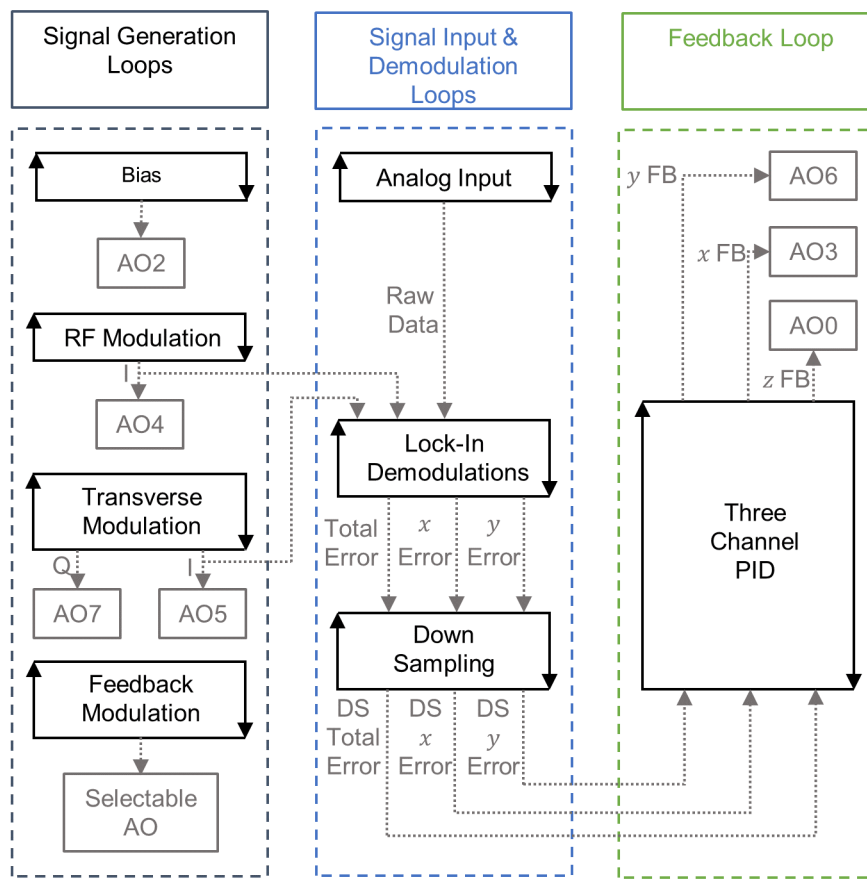 Signal Generation
Loops
Signal Input &
Demodulation
Loops
Feedback Loop
Bias
AO2
RF Modulation
I
AO4
Transverse
Modulation
Q
I
AO7
AO5
Feedback
Modulation
Selectable
AO
Analog Input
Raw
Data
Lock-In
Demodulations
Total
Error
x
Error
y
Error
Down
Sampling
DS
Total
Error
DS
x
Error
DS
y
Error
y FB
AO6
x FB
AO3
AO0
z FB
Three
Channel
PID